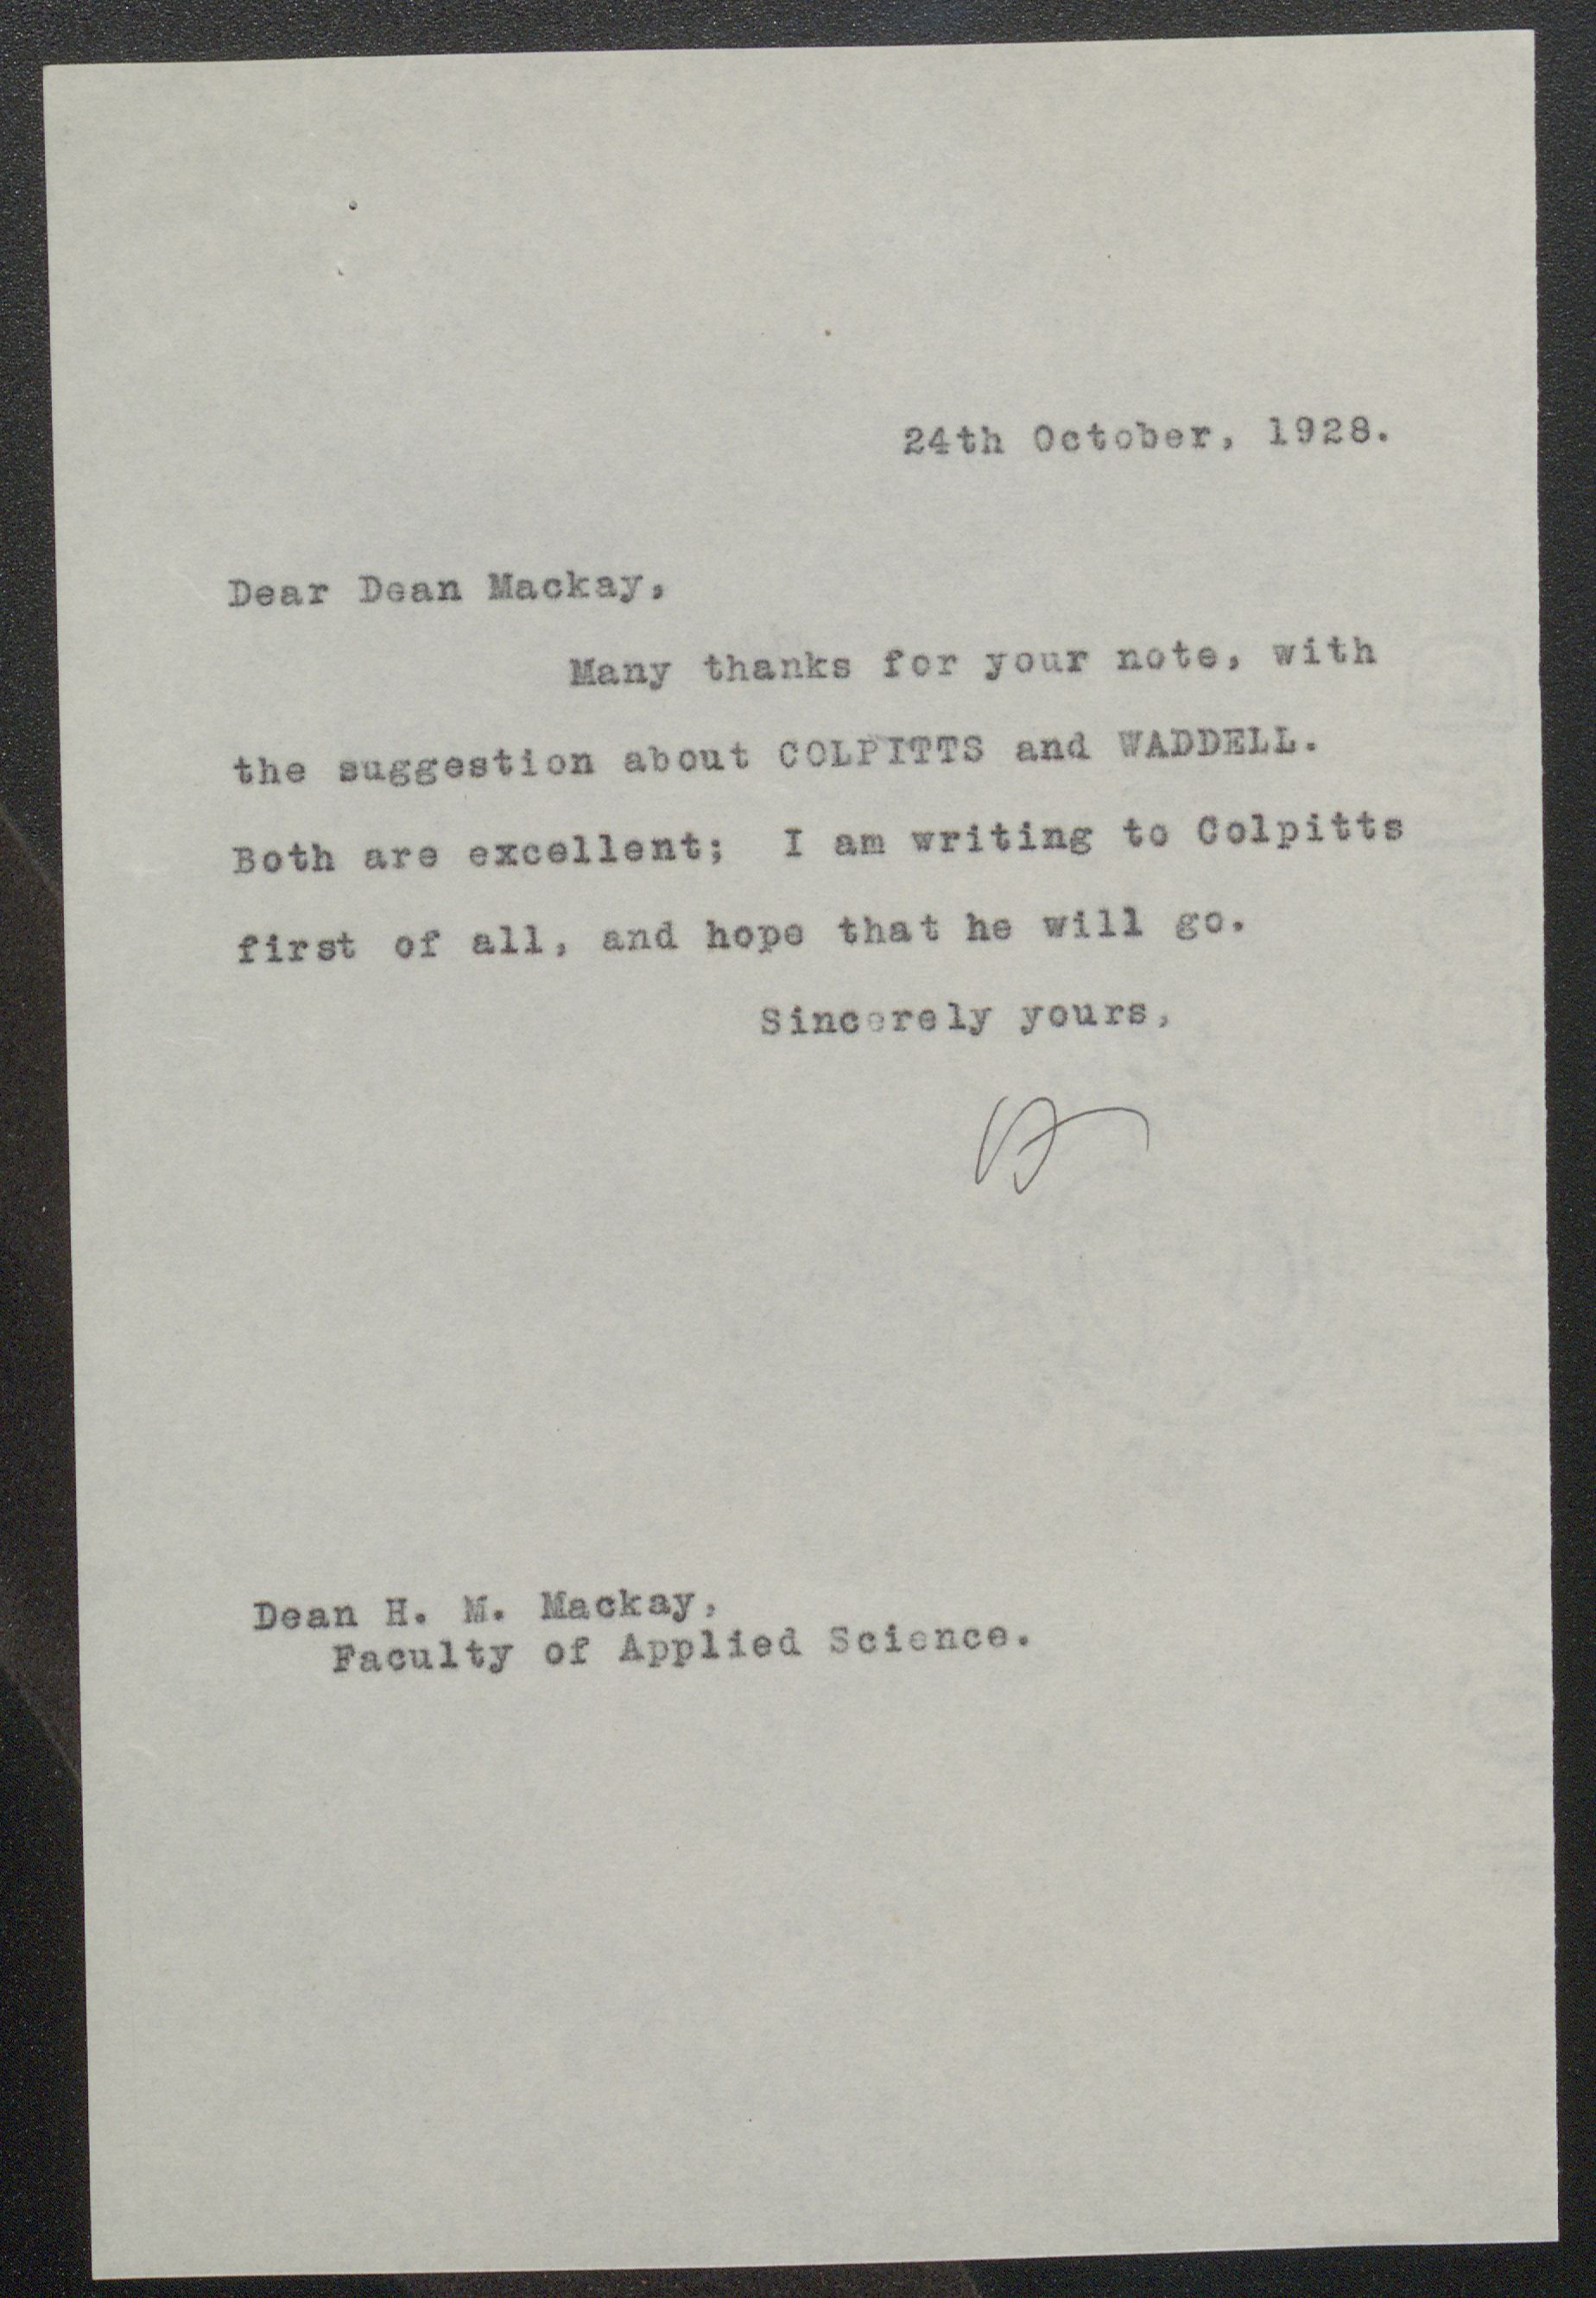 24th October, 1928.
Dear Dean Mackay,
Many thanks for your note, with
the suggestion about COLPITTS and WADDELL.
Both are excellent; I am writing to Colpitts
first of all, and hope that he will go.
Sincerely yours,
Dean H. M. Mackay,
Faculty of Applied Science.